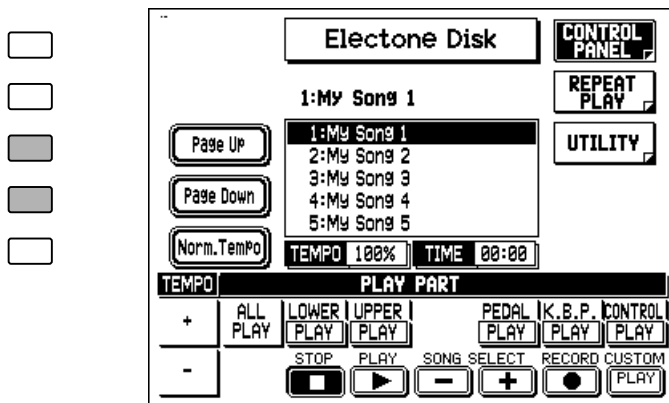 Electone Disk
CONTROL
PANEL
1:My Song 1
REPEAT
PLAY
Page Up
1:My Song 1
2:My Song 2
3:My Song 3
4:My Song 4
5:My Song 5
UTILITY
Page Down
Norm.Tempo
TEMPO 100% TIME 00:00
TEMPO PLAY PART
+ ALL PLAY LOWER PLAY UPPER PLAY PEDAL PLAY K.B.P. PLAY CONTROL PLAY
- STOP PLAY SONG SELECT RECORD CUSTOM PLAY
- +